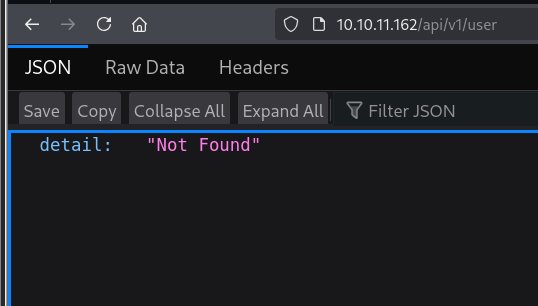 10.10.11.162/api/v1/user
JSON Raw Data Headers
Save Copy Collapse All Expand All Filter JSON
detail: "Not Found"